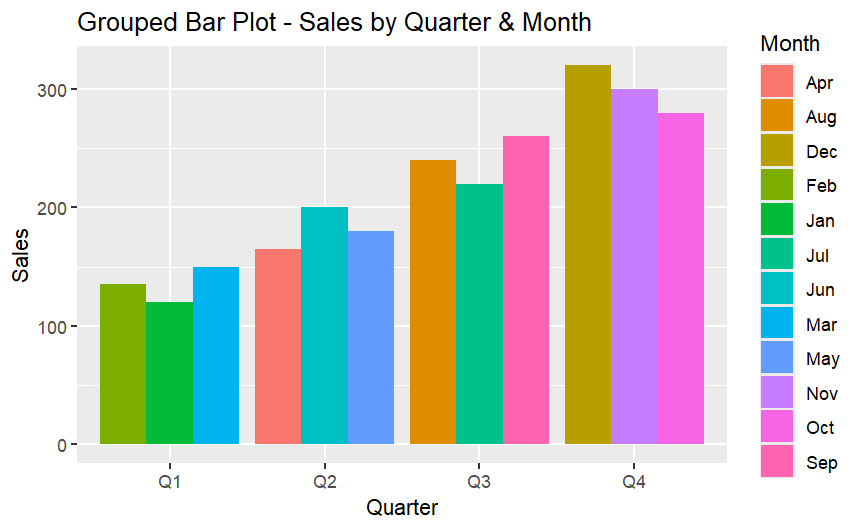 Grouped Bar Plot - Sales by Quarter & Month
Month
Apr
Aug
Dec
Feb
Jan
Jul
Jun
Mar
May
Nov
Oct
Sep
Sales
300
200
100
0
Q1 Q2 Q3 Q4
Quarter